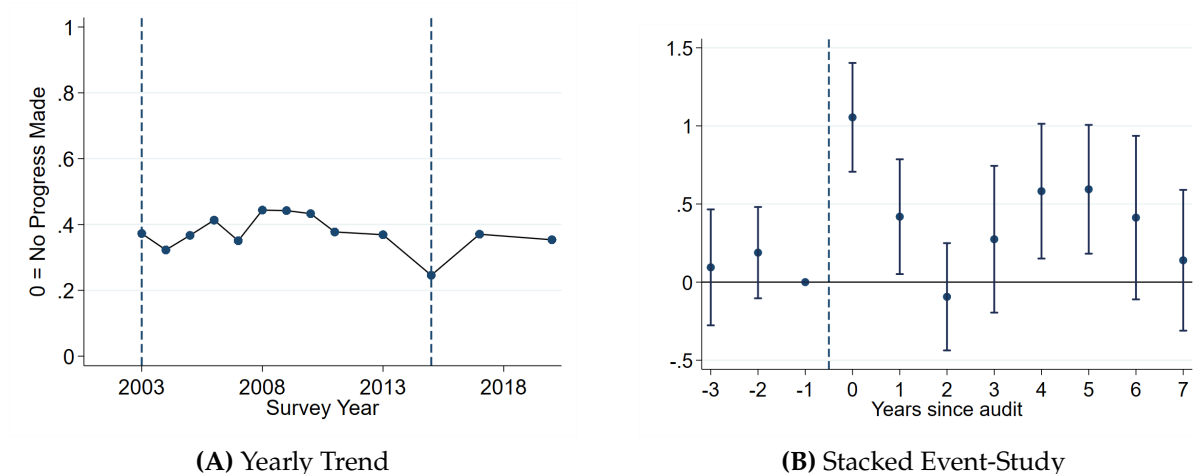 1
.8
.6
.4
.2
0
0 = No Progress Made
2003 2008 2013 2018
Survey Year
(A) Yearly Trend
1.5
1
.5
0
-.5
-3 -2 -1 0 1 2 3 4 5 6 7
Years since audit
(B) Stacked Event-Study